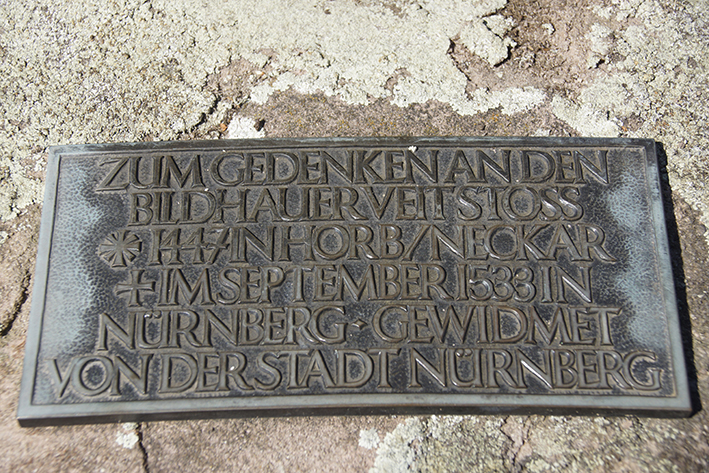 ZUM GEDENKEN AN DEN
BILDHAUER VEIT STOSS
* 1447 IN HORB/NECKAR
+ IM SEPTEMBER 1533 IN
NÜRNBERG - GEWIDMET
VON DER STADT NÜRNBERG